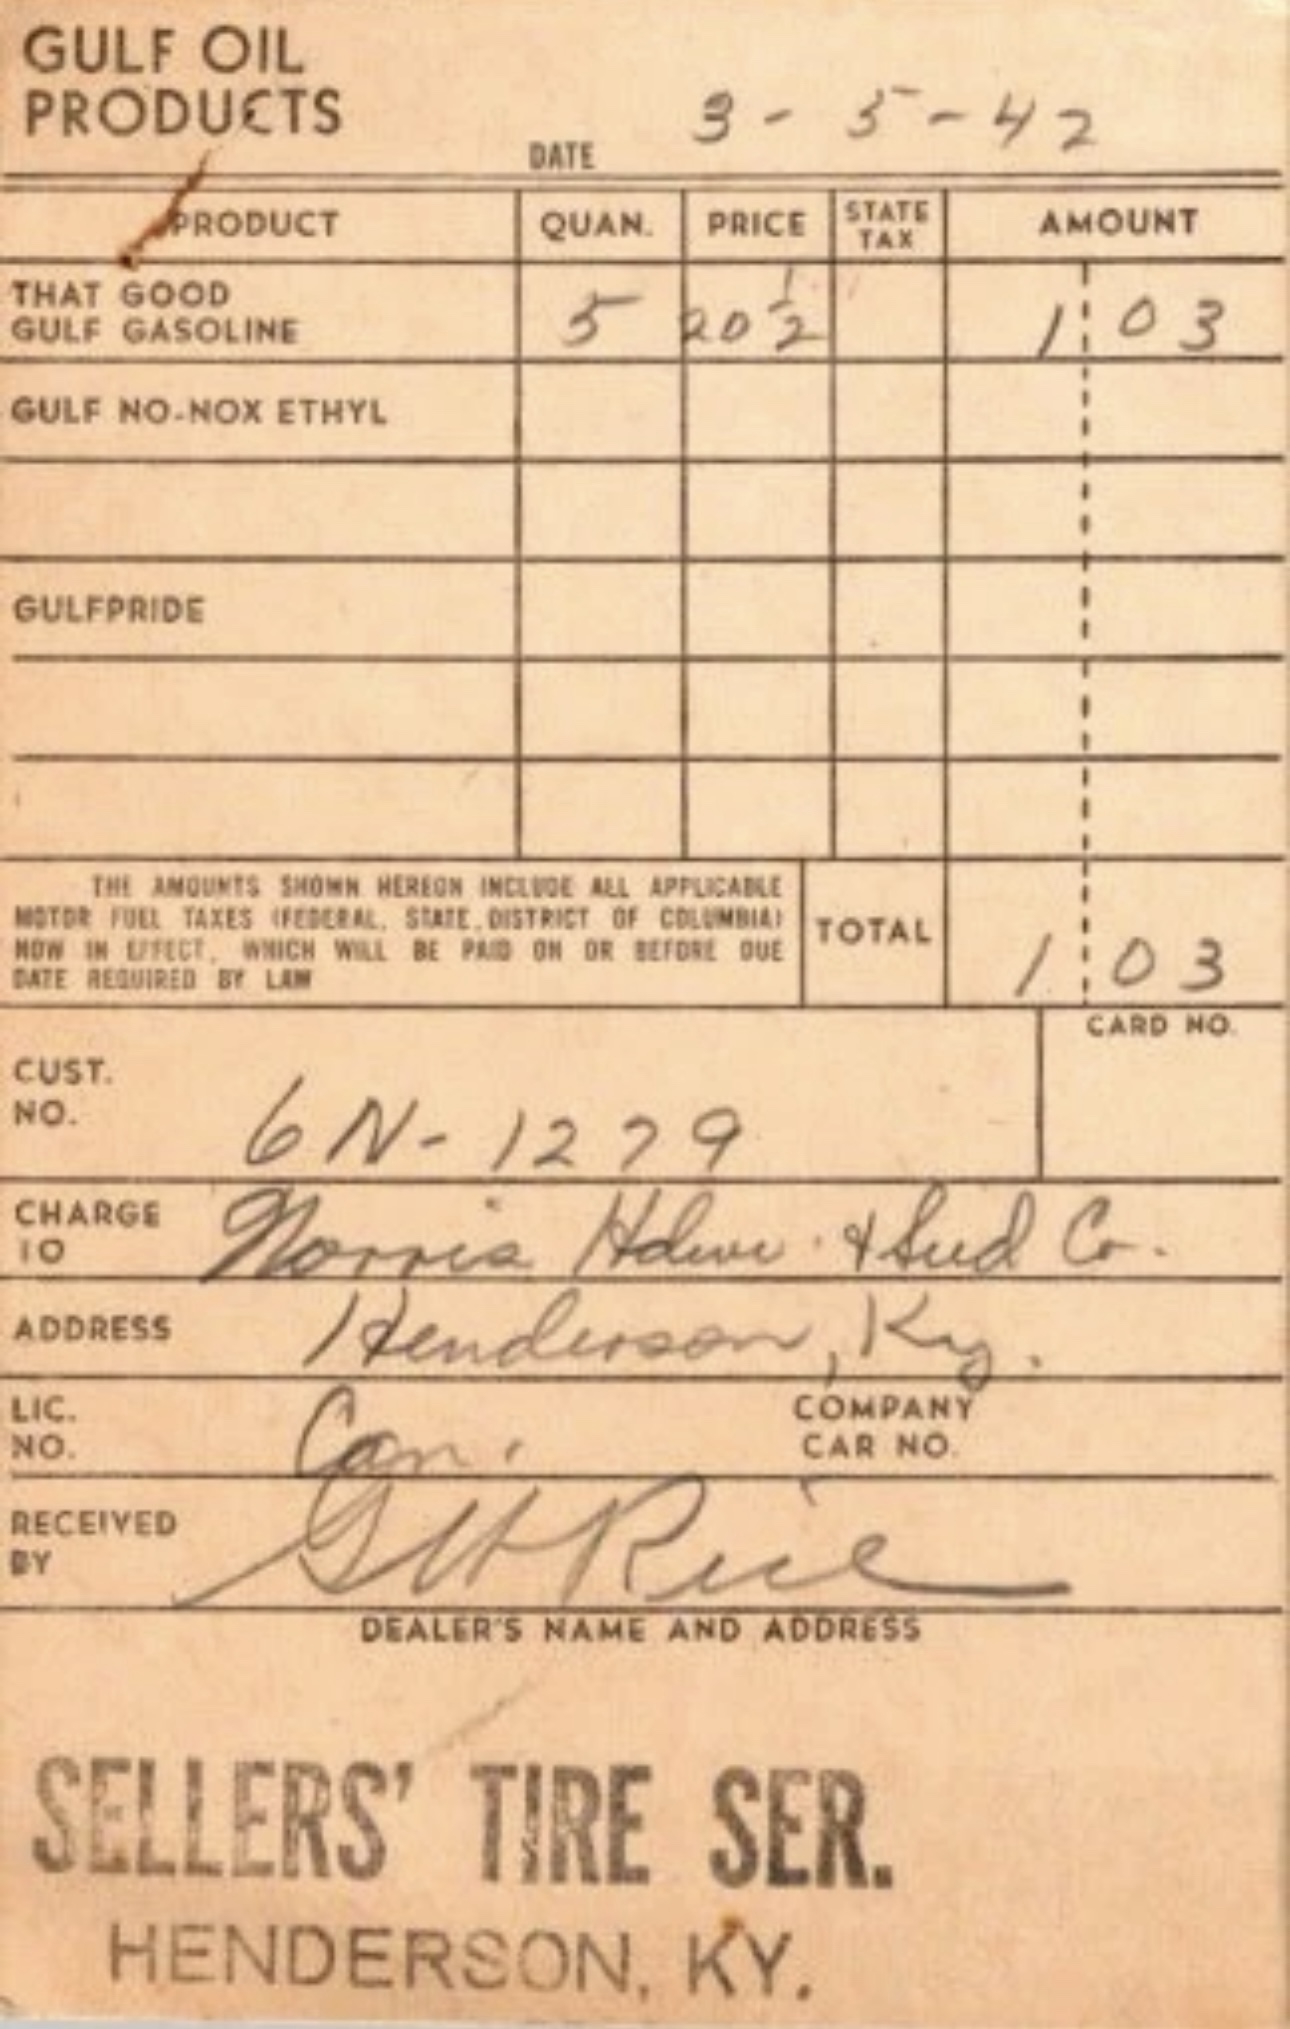 GULF OIL
PRODUCTS
DATE 3-5-42
PRODUCT QUAN. PRICE STATE TAX AMOUNT
THAT GOOD
GULF GASOLINE 5 20 1/2 1 03
GULF NO-NOX ETHYL
GULFPRIDE
THE AMOUNTS SHOWN HEREON INCLUDE ALL APPLICABLE
MOTOR FUEL TAXES (FEDERAL, STATE, DISTRICT OF COLUMBIA)
NOW IN EFFECT, WHICH WILL BE PAID ON OR BEFORE DUE
DATE REQUIRED BY LAW
TOTAL 1 03
CARD NO.
CUST.
NO. 6N-1279
CHARGE
TO Norris Hdwe. & Co.
ADDRESS Henderson, Ky.
LIC.
NO. Can.
COMPANY
CAR NO.
RECEIVED
BY Rice
DEALER'S NAME AND ADDRESS
SELLERS' TIRE SER.
HENDERSON, KY.